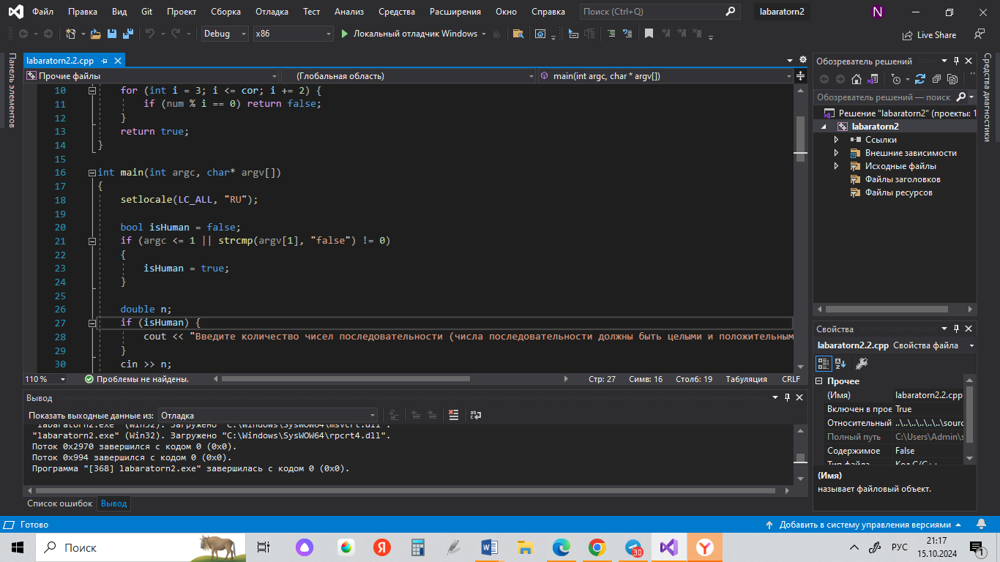 Файл Правка Вид Git Проект Сборка Отладка Тест Анализ Средства Расширения Окно Справка Поиск (Ctrl+Q) labaratorn2 N
Debug x86 Локальный отладчик Windows Live Share
Панель элементов
labaratorn2.2.cpp
Прочие файлы (Глобальная область) main(int argc, char * argv[])
10 for (int i = 3; i <= cor; i += 2) {
11 if (num % i == 0) return false;
12 }
13 return true;
14 }
15
16 int main(int argc, char* argv[])
17 {
18 setlocale(LC_ALL, "RU");
19
20 bool isHuman = false;
21 if (argc <= 1 || strcmp(argv[1], "false") != 0)
22 {
23 isHuman = true;
24 }
25
26 double n;
27 if (isHuman) {
28 cout << "Введите количество чисел последовательности (числа последовательности должны быть целыми и положительным
29 }
30 cin >> n;
110 % Проблемы не найдены. Стр: 27 Симв: 16 Столб: 19 Табуляция CRLF
Вывод
Показать выходные данные из: Отладка
"labaratorn2.exe" (Win32). Загружено "C:\Windows\SysWOW64\msvcrt.dll".
"labaratorn2.exe" (Win32). Загружено "C:\Windows\SysWOW64\rpcrt4.dll".
Поток 0x2970 завершился с кодом 0 (0x0).
Поток 0x994 завершился с кодом 0 (0x0).
Программа "[368] labaratorn2.exe" завершилась с кодом 0 (0x0).
Список ошибок Вывод
Обозреватель решений
Обозреватель решений — поиск
Решение "labaratorn2" (проекты: 1
labaratorn2
Ссылки
Внешние зависимости
Исходные файлы
Файлы заголовков
Файлы ресурсов
Средства диагностики
Свойства
labaratorn2.2.cpp Свойства файла
Прочее
(Имя) labaratorn2.2.cpp
Включен в прое True
Относительный ..\..\..\..\..\sourc
Полный путь C:\Users\Admin\s
Содержимое False
Тип файла Код C/C++
(Имя)
называет файловый объект.
Готово Добавить в систему управления версиями
Поиск Я 30 РУС 21:17
15.10.2024 1